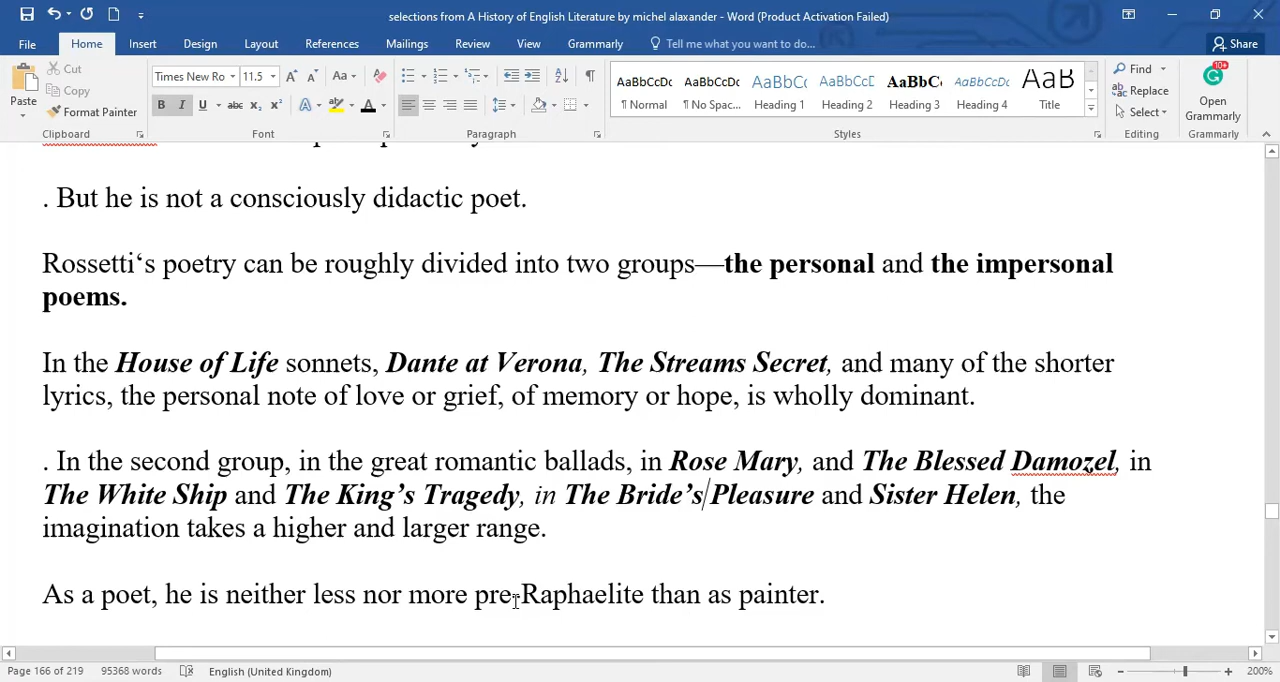 selections from A History of English Literature by michel alaxander - Word (Product Activation Failed)
File Home Insert Design Layout References Mailings Review View Grammarly Tell me what you want to do... Share
Cut
Copy
Format Painter
Paste
Clipboard
Times New Ro 11.5
Font
Paragraph
AaBbCcDc AaBbCcDc AaBbC AaBbCcD AaBbC AaBbCcDc AaB
¶ Normal ¶ No Spac... Heading 1 Heading 2 Heading 3 Heading 4 Title
Styles
Find
Replace
Select
Editing
10+
Open Grammarly
Grammarly
. But he is not a consciously didactic poet.
Rossetti‘s poetry can be roughly divided into two groups—the personal and the impersonal
poems.
In the House of Life sonnets, Dante at Verona, The Streams Secret, and many of the shorter
lyrics, the personal note of love or grief, of memory or hope, is wholly dominant.
. In the second group, in the great romantic ballads, in Rose Mary, and The Blessed Damozel, in
The White Ship and The King’s Tragedy, in The Bride’s Pleasure and Sister Helen, the
imagination takes a higher and larger range.
As a poet, he is neither less nor more pre-Raphaelite than as painter.
Page 166 of 219 95368 words English (United Kingdom) 200%